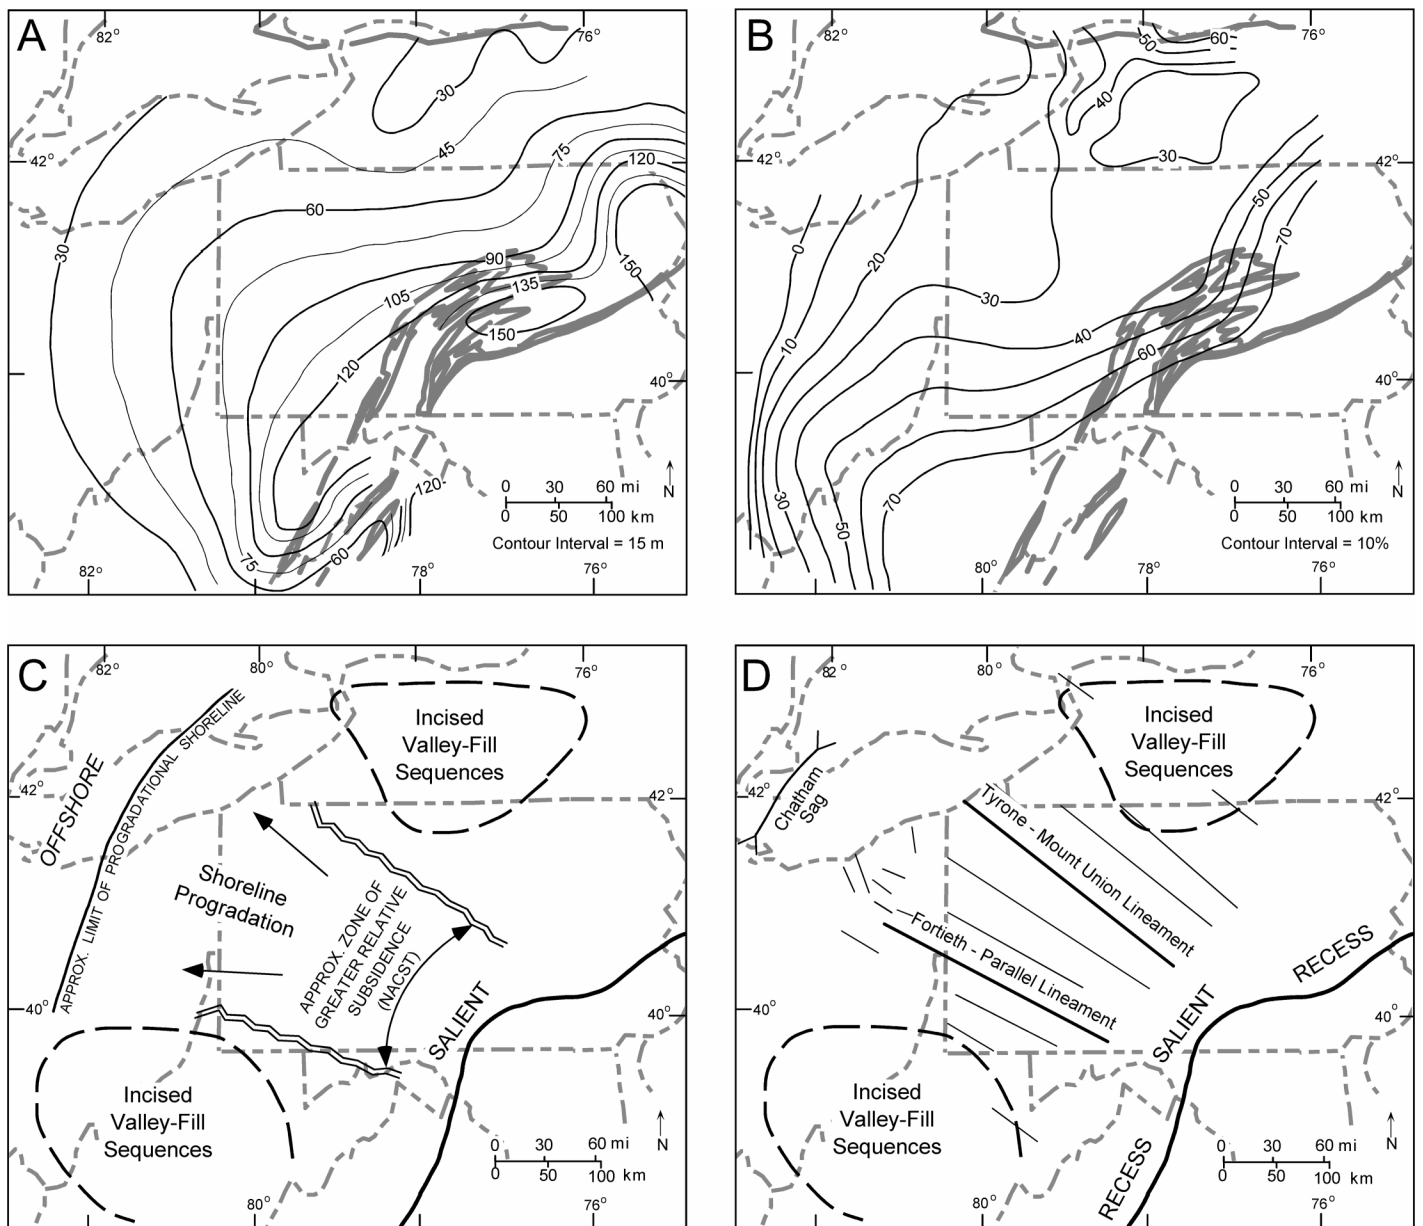 A
82°
76°
30
45
75
120
42°
60
30
90
150
135
105
150
120
40°
N
0 30 60 mi
0 50 100 km
120
Contour Interval = 15 m
75
60
82°
78°
76°
B
82°
76°
50
60
40
42°
30
42°
50
0
20
70
30
10
40
60
40°
N
0 30 60 mi
0 50 100 km
30
70
50
Contour Interval = 10%
80°
78°
76°
C
82°
80°
76°
Incised
Valley-Fill
Sequences
OFFSHORE
APPROX. LIMIT OF PROGRADATIONAL SHORELINE
42°
42°
Shoreline
Progradation
APPROX. ZONE OF
GREATER RELATIVE
SUBSIDENCE
(NACST)
SALIENT
40°
40°
Incised
Valley-Fill
Sequences
N
0 30 60 mi
0 50 100 km
80°
76°
D
82°
80°
76°
Incised
Valley-Fill
Sequences
Chatham
Sag
42°
42°
Tyrone - Mount Union Lineament
Fortieth - Parallel Lineament
RECESS
SALIENT
40°
40°
Incised
Valley-Fill
Sequences
RECESS
N
0 30 60 mi
0 50 100 km
80°
76°